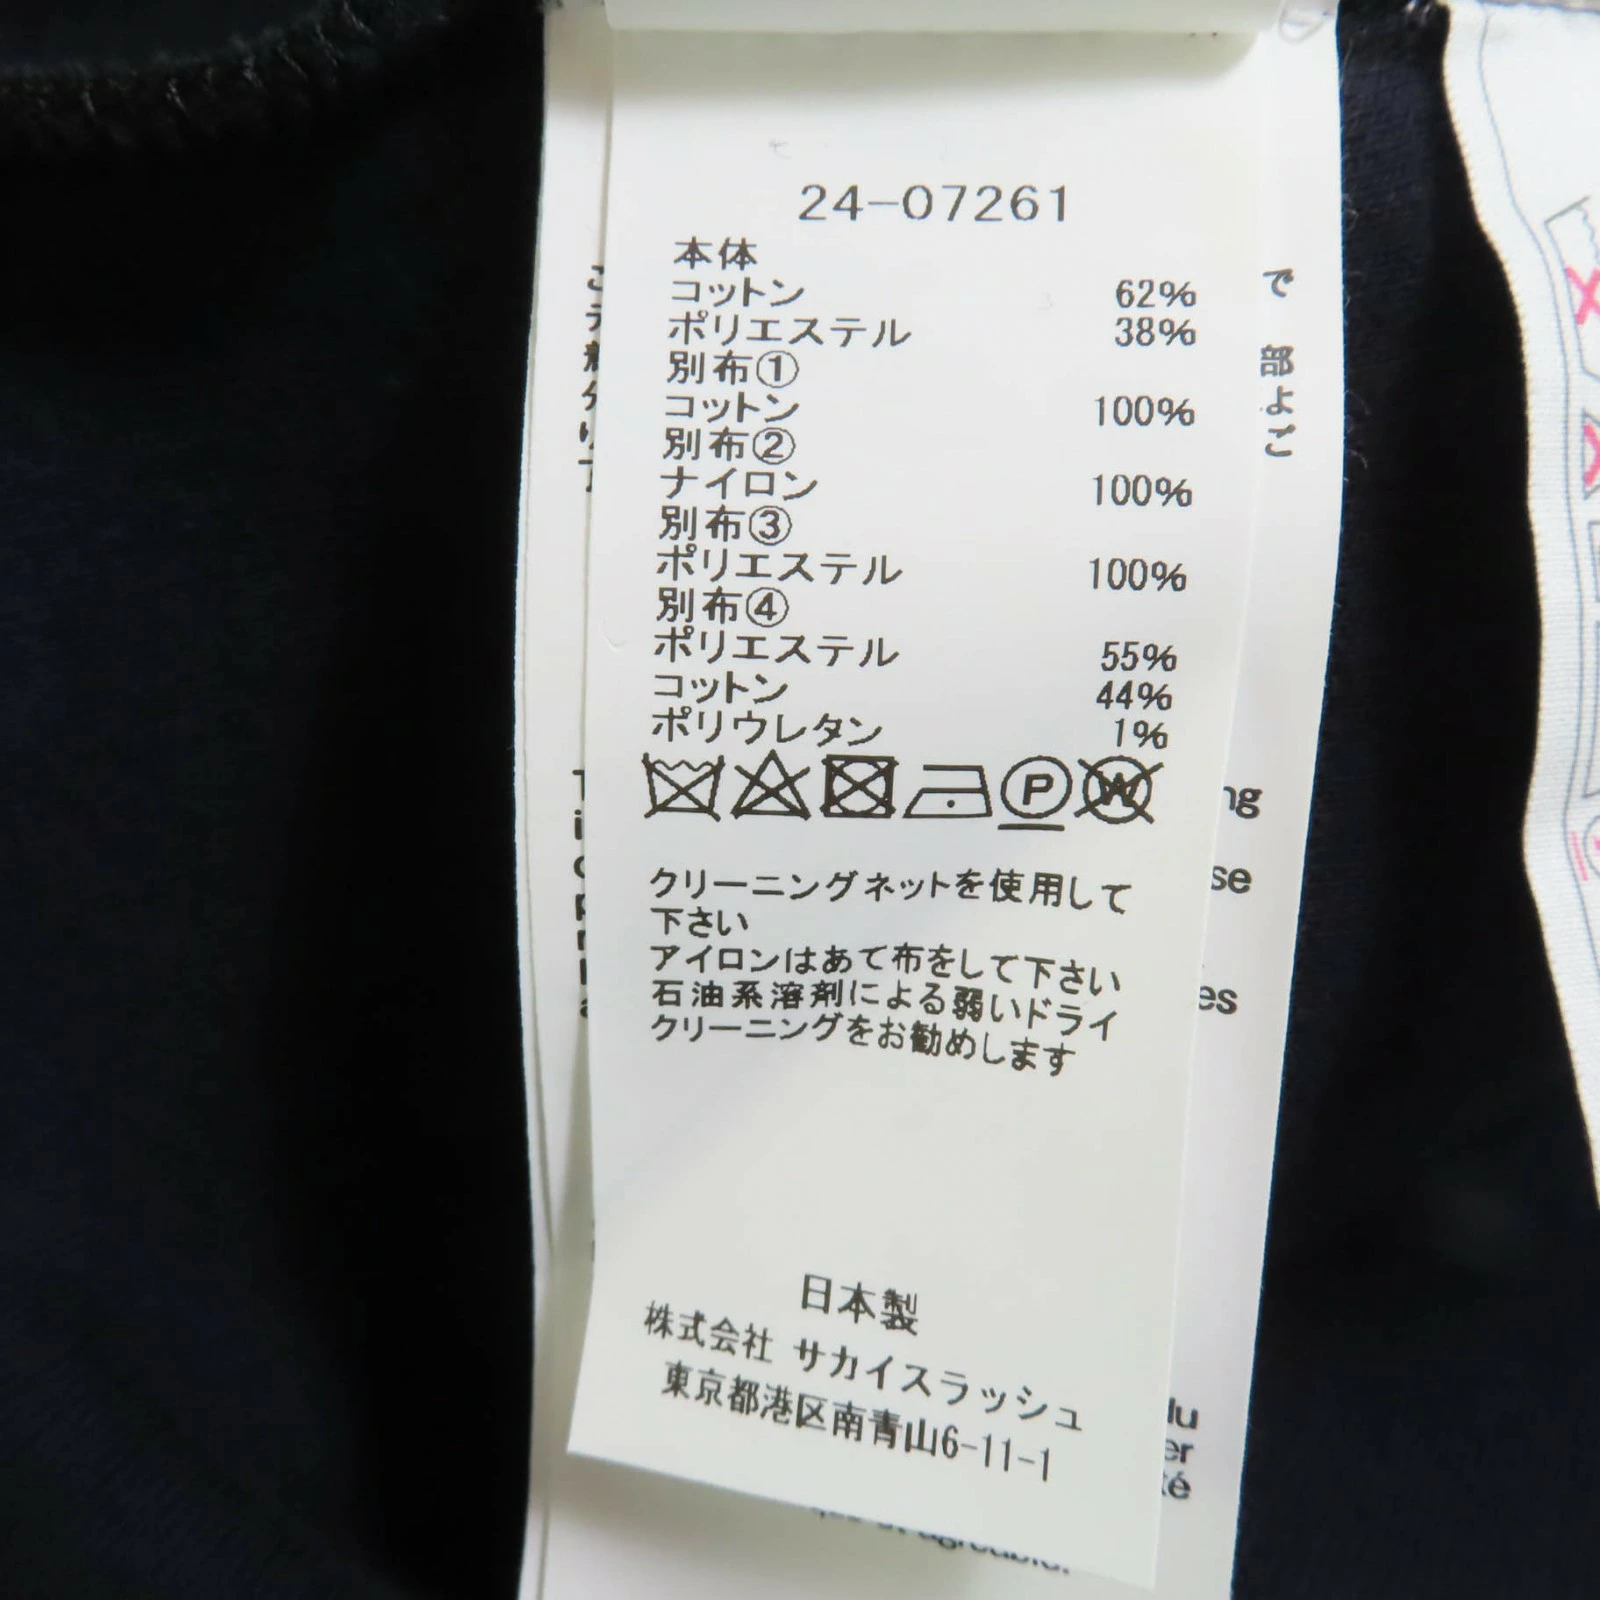 24-07261
本体
コットン 62%
ポリエステル 38%
別布①
コットン 100%
別布②
ナイロン 100%
別布③
ポリエステル 100%
別布④
ポリエステル 55%
コットン 44%
ポリウレタン 1%
P W
クリーニングネットを使用して
下さい
アイロンはあて布をして下さい
石油系溶剤による弱いドライ
クリーニングをお勧めします
日本製
株式会社 サカイスラッシュ
東京都港区南青山6-11-1
で
部
よ
ご